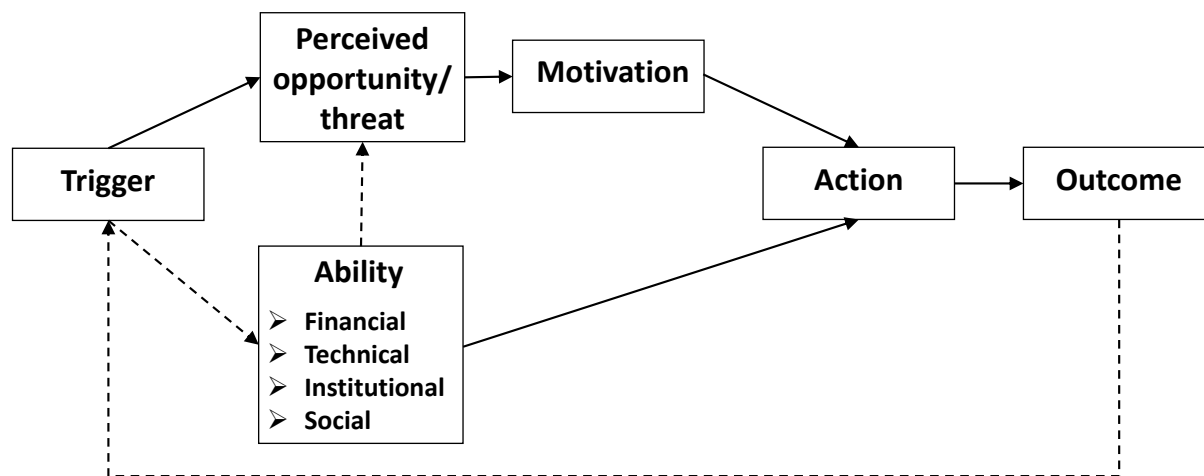 Trigger
Perceived
opportunity/
threat
Motivation
Ability
Financial
Technical
Institutional
Social
Action
Outcome